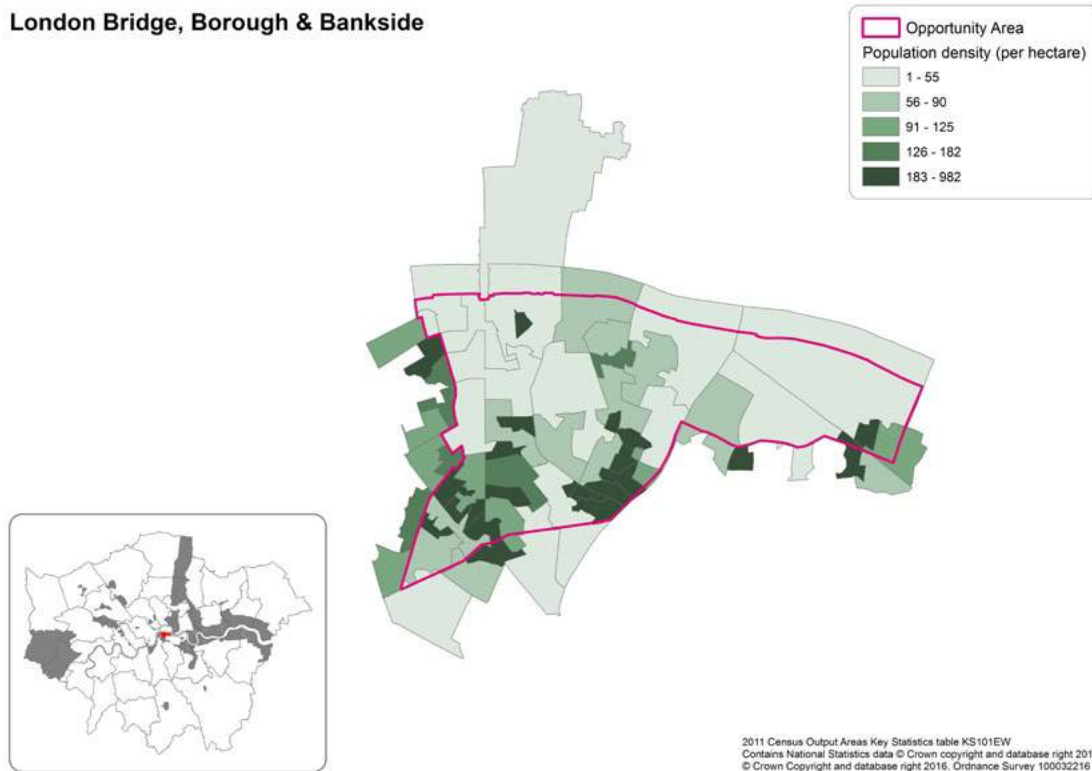 London Bridge, Borough & Bankside
Opportunity Area
Population density (per hectare)
1 - 55
56 - 90
91 - 125
126 - 182
183 - 982
2011 Census Output Areas Key Statistics table KS101EW
Contains National Statistics data © Crown copyright and database right 201
© Crown Copyright and database right 2016. Ordnance Survey 100032216